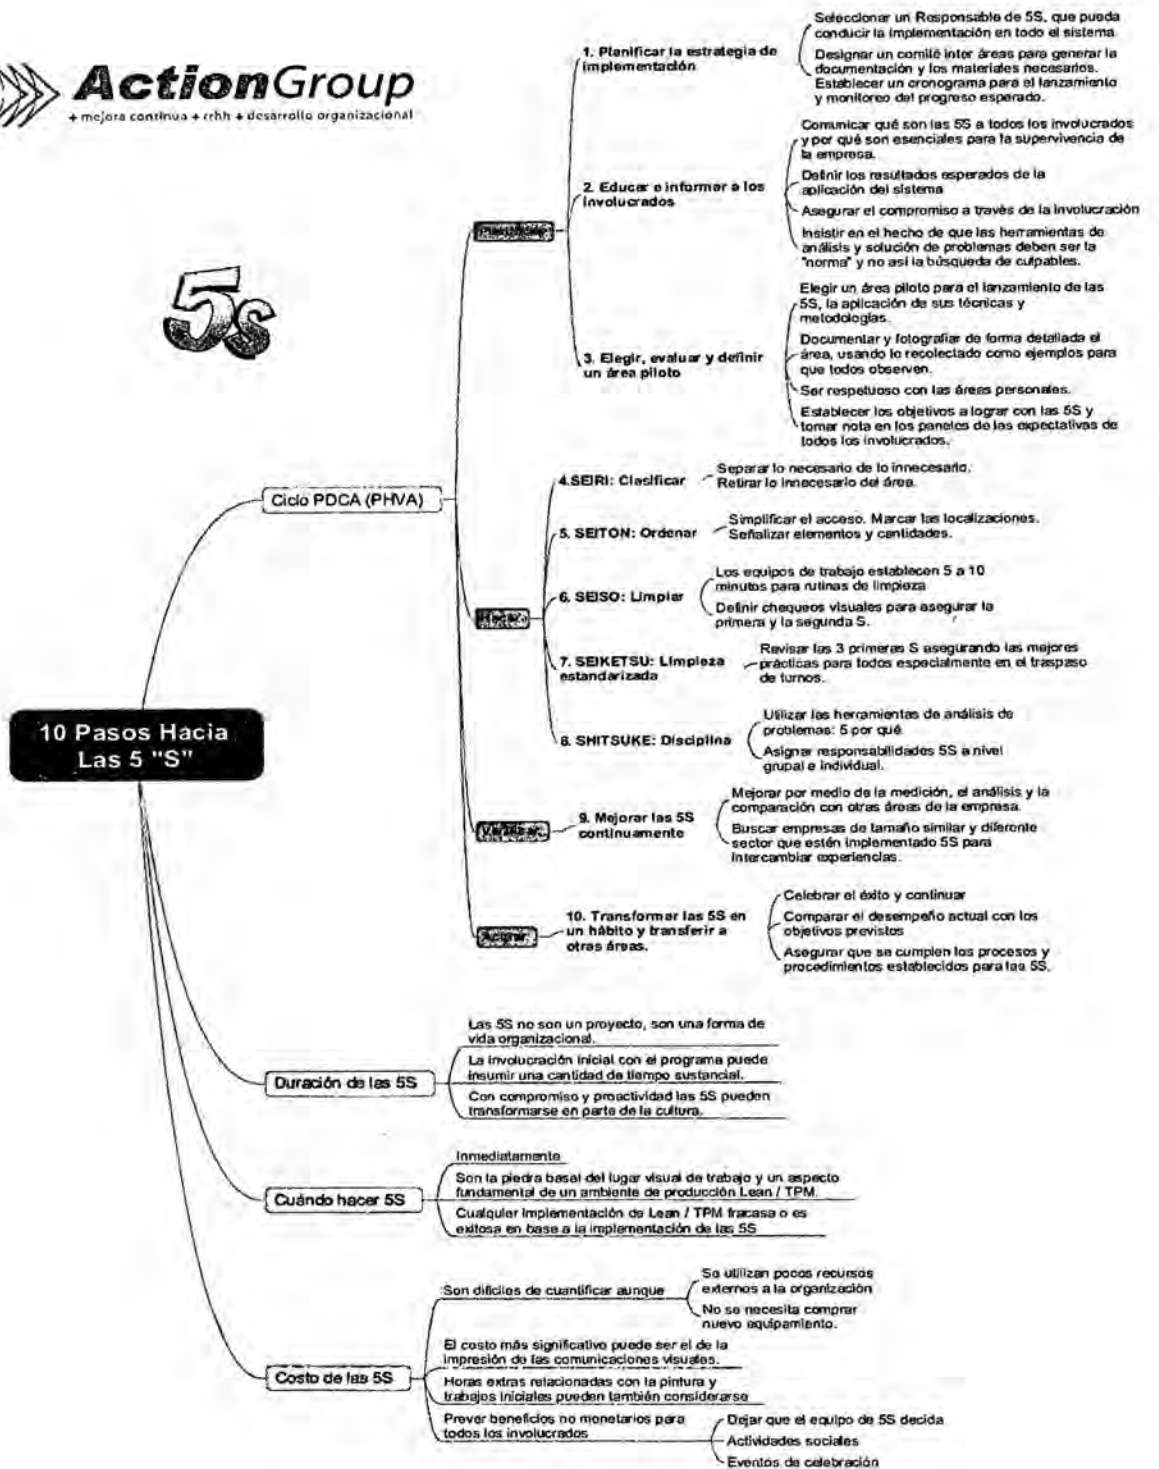 ActionGroup
+ mejora continua + rrhh + desarrollo organizacional
5s
10 Pasos Hacia
Las 5 "S"
Ciclo PDCA (PHVA)
1. Planificar la estrategia de
implementación
Seleccionar un Responsable de 5S, que pueda
conducir la implementación en todo el sistema
Designar un comité inter áreas para generar la
documentación y los materiales necesarios.
Establecer un cronograma para el lanzamiento
y monitoreo del progreso esperado.
2. Educar e informar a los
involucrados
Comunicar qué son las 5S a todos los involucrados
y por qué son esenciales para la supervivencia de
la empresa.
Definir los resultados esperados de la
aplicación del sistema
Asegurar el compromiso a través de la involucración
Insistir en el hecho de que las herramientas de
análisis y solución de problemas deben ser la
"norma" y no así la búsqueda de culpables.
3. Elegir, evaluar y definir
un área piloto
Elegir un área piloto para el lanzamiento de las
5S, la aplicación de sus técnicas y
metodologías.
Documentar y fotografiar de forma detallada el
área, usando lo recolectado como ejemplos para
que todos observen.
Ser respetuoso con las áreas personales.
Establecer los objetivos a lograr con las 5S y
tomar nota en los paneles de las expectativas de
todos los involucrados.
Hacer
4.SEIRI: Clasificar
Separar lo necesario de lo innecesario.
Retirar lo innecesario del área.
5. SEITON: Ordenar
Simplificar el acceso. Marcar las localizaciones.
Señalizar elementos y cantidades.
6. SEISO: Limpiar
Los equipos de trabajo establecen 5 a 10
minutos para rutinas de limpieza
Definir chequeos visuales para asegurar la
primera y la segunda S.
7. SEIKETSU: Limpieza
estandarizada
Revisar las 3 primeras S asegurando las mejores
prácticas para todos especialmente en el traspaso
de turnos.
8. SHITSUKE: Disciplina
Utilizar las herramientas de análisis de
problemas: 5 por qué
Asignar responsabilidades 5S a nivel
grupal e individual.
9. Mejorar las 5S
continuamente
Mejorar por medio de la medición, el análisis y la
comparación con otras áreas de la empresa.
Buscar empresas de tamaño similar y diferente
sector que estén implementado 5S para
intercambiar experiencias.
Actuar
10. Transformar las 5S en
un hábito y transferir a
otras áreas.
Celebrar el éxito y continuar
Comparar el desempeño actual con los
objetivos previstos
Asegurar que se cumplen los procesos y
procedimientos establecidos para las 5S.
Duración de las 5S
Las 5S no son un proyecto, son una forma de
vida organizacional.
La involucración inicial con el programa puede
insumir una cantidad de tiempo sustancial.
Con compromiso y proactividad las 5S pueden
transformarse en parte de la cultura.
Cuándo hacer 5S
Inmediatamente
Son la piedra basal del lugar visual de trabajo y un aspecto
fundamental de un ambiente de producción Lean / TPM.
Cualquier implementación de Lean / TPM fracasa o es
exitosa en base a la implementación de las 5S
Costo de las 5S
Son difíciles de cuantificar aunque
Se utilizan pocos recursos
externos a la organización
No se necesita comprar
nuevo equipamiento.
El costo más significativo puede ser el de la
impresión de las comunicaciones visuales.
Horas extras relacionadas con la pintura y
trabajos iniciales pueden también considerarse
Prever beneficios no monetarios para
todos los involucrados
Dejar que el equipo de 5S decida
Actividades sociales
Eventos de celebración